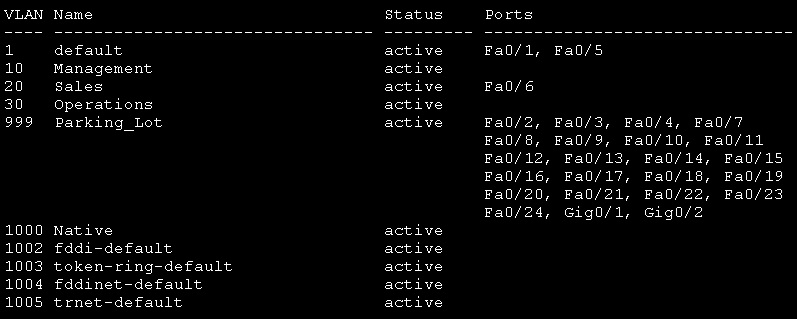 VLAN Name                             Status    Ports
---- -------------------------------- --------- -------------------------------
1    default                          active    Fa0/1, Fa0/5
10   Management                       active
20   Sales                            active    Fa0/6
30   Operations                       active
999  Parking_Lot                      active    Fa0/2, Fa0/3, Fa0/4, Fa0/7
                                                Fa0/8, Fa0/9, Fa0/10, Fa0/11
                                                Fa0/12, Fa0/13, Fa0/14, Fa0/15
                                                Fa0/16, Fa0/17, Fa0/18, Fa0/19
                                                Fa0/20, Fa0/21, Fa0/22, Fa0/23
                                                Fa0/24, Gig0/1, Gig0/2
1000 Native                           active
1002 fddi-default                     active
1003 token-ring-default               active
1004 fddinet-default                  active
1005 trnet-default                    active